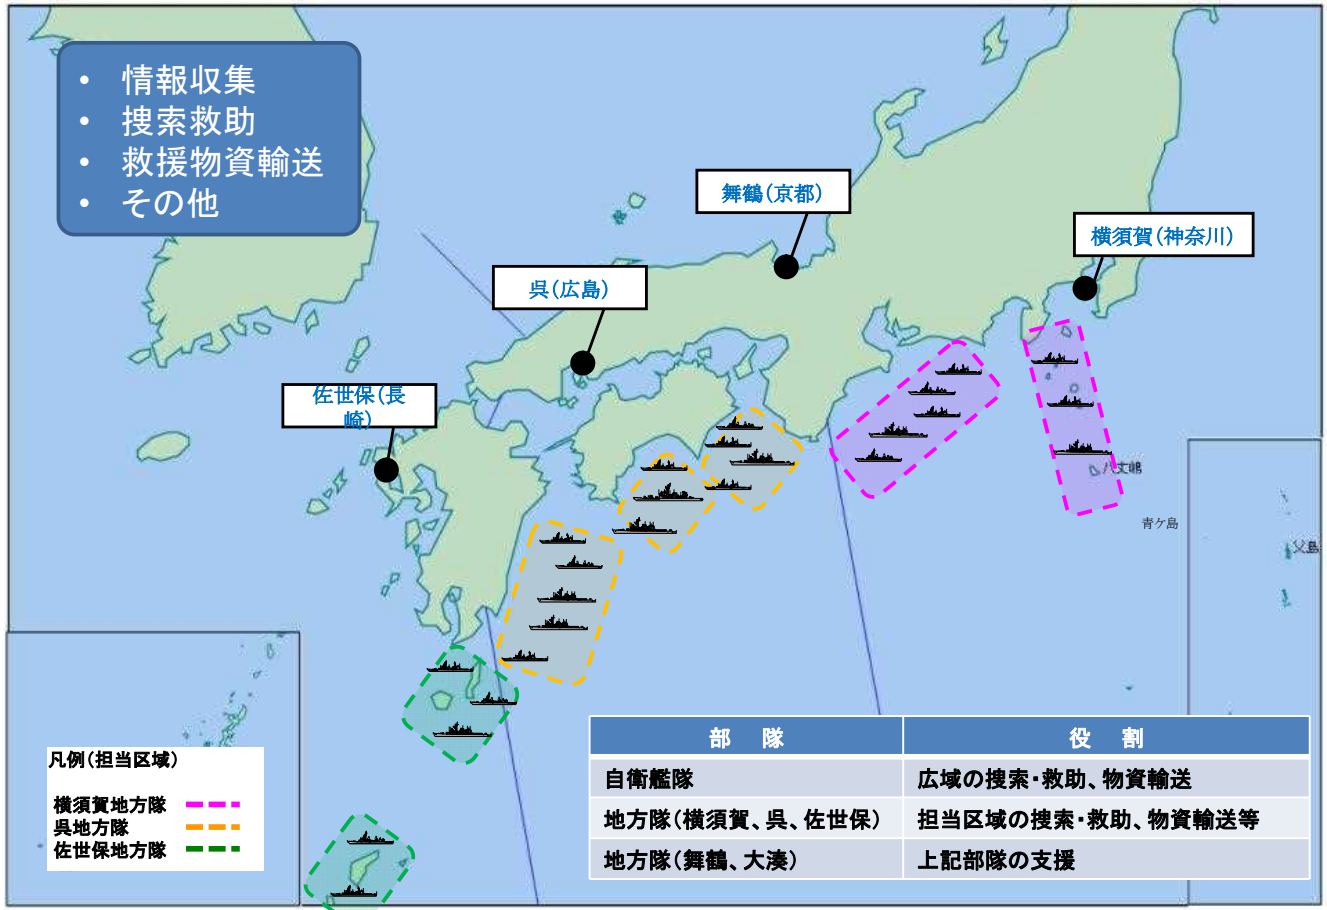 • 情報収集
• 捜索救助
• 救援物資輸送
• その他
舞鶴(京都)
横須賀(神奈川)
呉(広島)
佐世保(長
崎)
八丈嶋
青ケ島
父島
凡例(担当区域)
横須賀地方隊
呉地方隊
佐世保地方隊
部 隊 役 割
自衛艦隊 広域の捜索・救助、物資輸送
地方隊(横須賀、呉、佐世保) 担当区域の捜索・救助、物資輸送等
地方隊(舞鶴、大湊) 上記部隊の支援